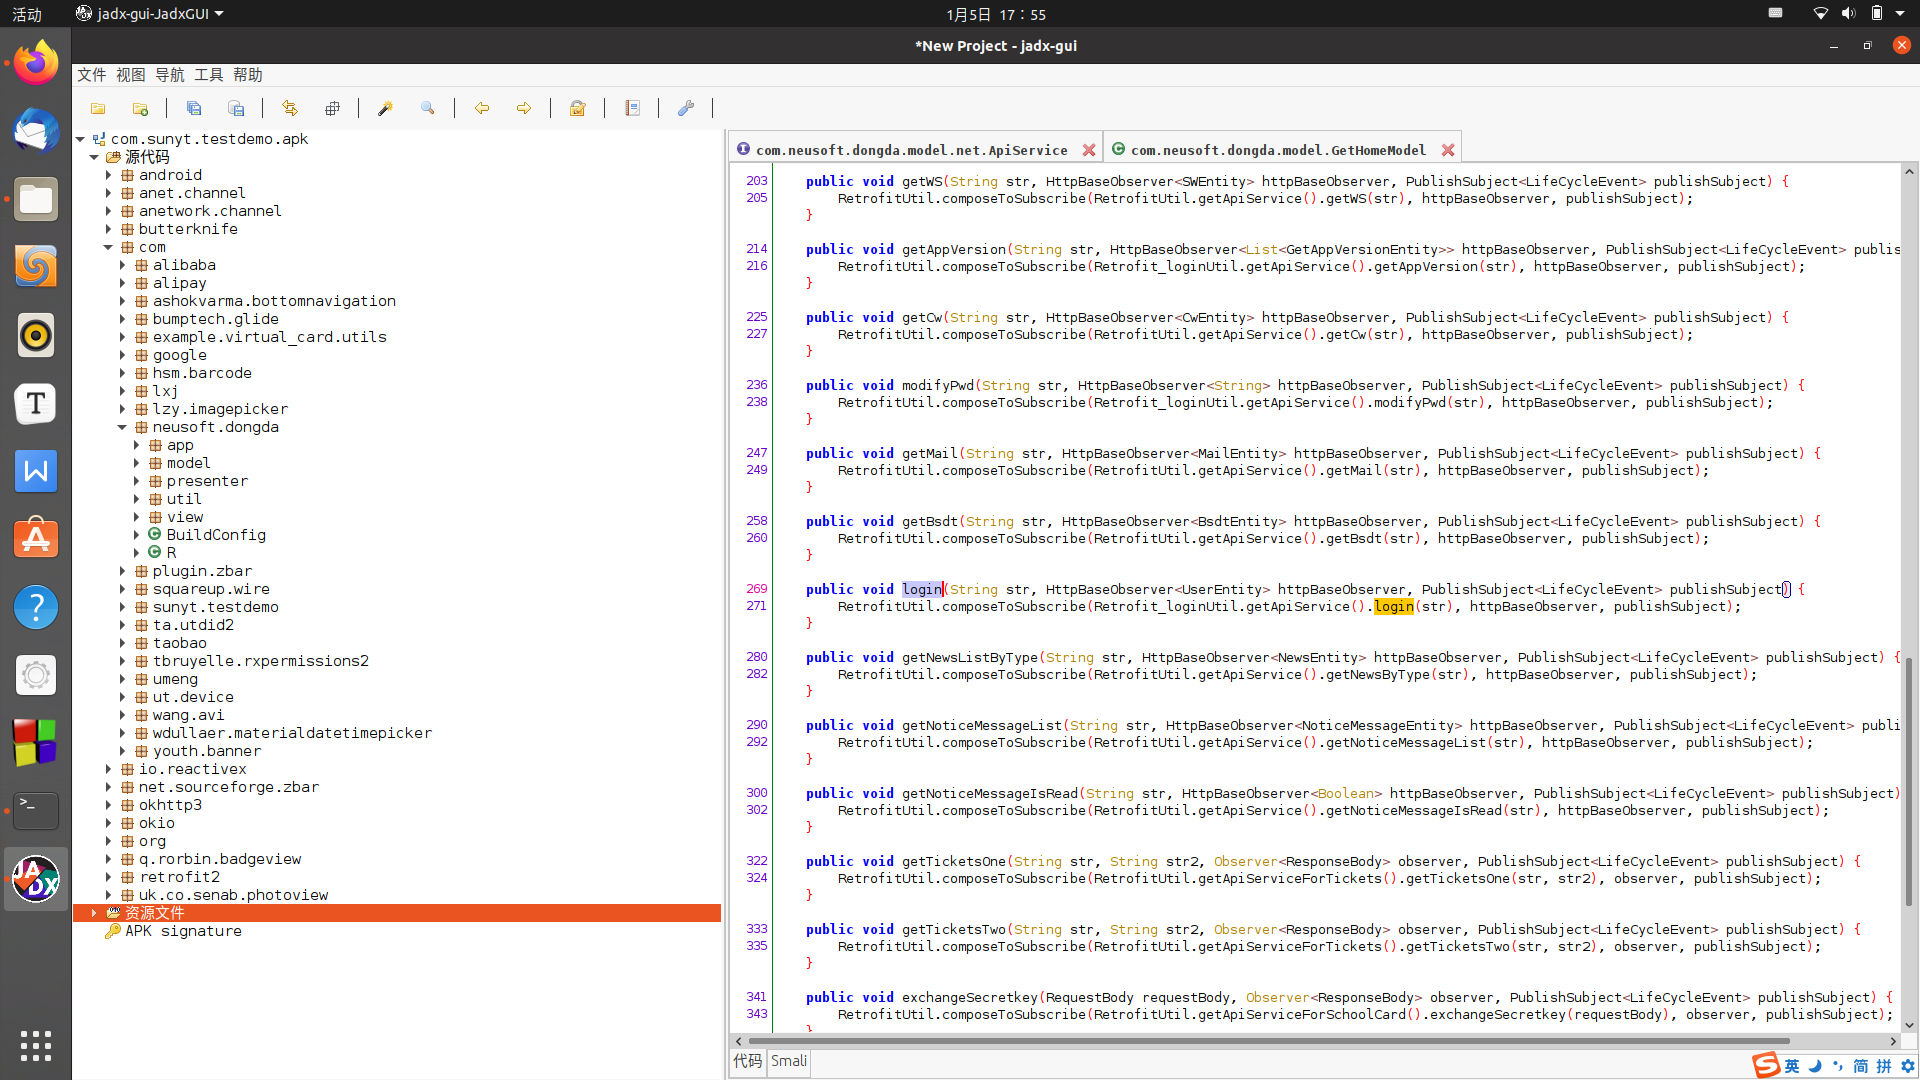 活动
jadx-gui-JadxGUI
1月5日 17：55
*New Project - jadx-gui
文件 视图 导航 工具 帮助
com.sunyt.testdemo.apk
源代码
android
anet.channel
anetwork.channel
butterknife
com
alibaba
alipay
ashokvarma.bottomnavigation
bumptech.glide
example.virtual_card.utils
google
hsm.barcode
lxj
lzy.imagepicker
neusoft.dongda
app
model
presenter
util
view
BuildConfig
R
plugin.zbar
squareup.wire
sunyt.testdemo
ta.utdid2
taobao
tbruyelle.rxpermissions2
umeng
ut.device
wang.avi
wdullaer.materialdatetimepicker
youth.banner
io.reactivex
net.sourceforge.zbar
okhttp3
okio
org
q.rorbin.badgeview
retrofit2
uk.co.senab.photoview
资源文件
APK signature
com.neusoft.dongda.model.net.ApiService
com.neusoft.dongda.model.GetHomeModel
203 public void getWS(String str, HttpBaseObserver<SWEntity> httpBaseObserver, PublishSubject<LifeCycleEvent> publishSubject) {
205 RetrofitUtil.composeToSubscribe(RetrofitUtil.getApiService().getWS(str), httpBaseObserver, publishSubject);
}
214 public void getAppVersion(String str, HttpBaseObserver<List<GetAppVersionEntity>> httpBaseObserver, PublishSubject<LifeCycleEvent> publis
216 RetrofitUtil.composeToSubscribe(Retrofit_loginUtil.getApiService().getAppVersion(str), httpBaseObserver, publishSubject);
}
225 public void getCw(String str, HttpBaseObserver<CwEntity> httpBaseObserver, PublishSubject<LifeCycleEvent> publishSubject) {
227 RetrofitUtil.composeToSubscribe(RetrofitUtil.getApiService().getCw(str), httpBaseObserver, publishSubject);
}
236 public void modifyPwd(String str, HttpBaseObserver<String> httpBaseObserver, PublishSubject<LifeCycleEvent> publishSubject) {
238 RetrofitUtil.composeToSubscribe(Retrofit_loginUtil.getApiService().modifyPwd(str), httpBaseObserver, publishSubject);
}
247 public void getMail(String str, HttpBaseObserver<MailEntity> httpBaseObserver, PublishSubject<LifeCycleEvent> publishSubject) {
249 RetrofitUtil.composeToSubscribe(RetrofitUtil.getApiService().getMail(str), httpBaseObserver, publishSubject);
}
258 public void getBsdt(String str, HttpBaseObserver<BsdtEntity> httpBaseObserver, PublishSubject<LifeCycleEvent> publishSubject) {
260 RetrofitUtil.composeToSubscribe(RetrofitUtil.getApiService().getBsdt(str), httpBaseObserver, publishSubject);
}
269 public void login(String str, HttpBaseObserver<UserEntity> httpBaseObserver, PublishSubject<LifeCycleEvent> publishSubject) {
271 RetrofitUtil.composeToSubscribe(Retrofit_loginUtil.getApiService().login(str), httpBaseObserver, publishSubject);
}
280 public void getNewsListByType(String str, HttpBaseObserver<NewsEntity> httpBaseObserver, PublishSubject<LifeCycleEvent> publishSubject) {
282 RetrofitUtil.composeToSubscribe(RetrofitUtil.getApiService().getNewsByType(str), httpBaseObserver, publishSubject);
}
290 public void getNoticeMessageList(String str, HttpBaseObserver<NoticeMessageEntity> httpBaseObserver, PublishSubject<LifeCycleEvent> publi
292 RetrofitUtil.composeToSubscribe(RetrofitUtil.getApiService().getNoticeMessageList(str), httpBaseObserver, publishSubject);
}
300 public void getNoticeMessageIsRead(String str, HttpBaseObserver<Boolean> httpBaseObserver, PublishSubject<LifeCycleEvent> publishSubject)
302 RetrofitUtil.composeToSubscribe(RetrofitUtil.getApiService().getNoticeMessageIsRead(str), httpBaseObserver, publishSubject);
}
322 public void getTicketsOne(String str, String str2, Observer<ResponseBody> observer, PublishSubject<LifeCycleEvent> publishSubject) {
324 RetrofitUtil.composeToSubscribe(RetrofitUtil.getApiServiceForTickets().getTicketsOne(str, str2), observer, publishSubject);
}
333 public void getTicketsTwo(String str, String str2, Observer<ResponseBody> observer, PublishSubject<LifeCycleEvent> publishSubject) {
335 RetrofitUtil.composeToSubscribe(RetrofitUtil.getApiServiceForTickets().getTicketsTwo(str, str2), observer, publishSubject);
}
341 public void exchangeSecretkey(RequestBody requestBody, Observer<ResponseBody> observer, PublishSubject<LifeCycleEvent> publishSubject) {
343 RetrofitUtil.composeToSubscribe(RetrofitUtil.getApiServiceForSchoolCard().exchangeSecretkey(requestBody), observer, publishSubject);
}
代码 Smali
英 简 拼